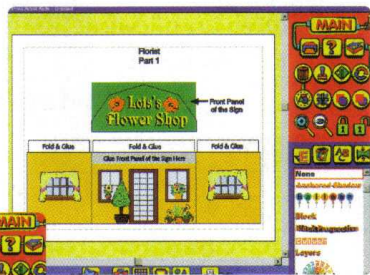 Florist
Part 1
Lois's
Flower Shop
Front Panel
of the Sign
Fold & Glue
Fold & Glue
Fold & Glue
Glue Front Panel of the Sign Here
MAIN
?
None
Block
Layers
MAIN
?